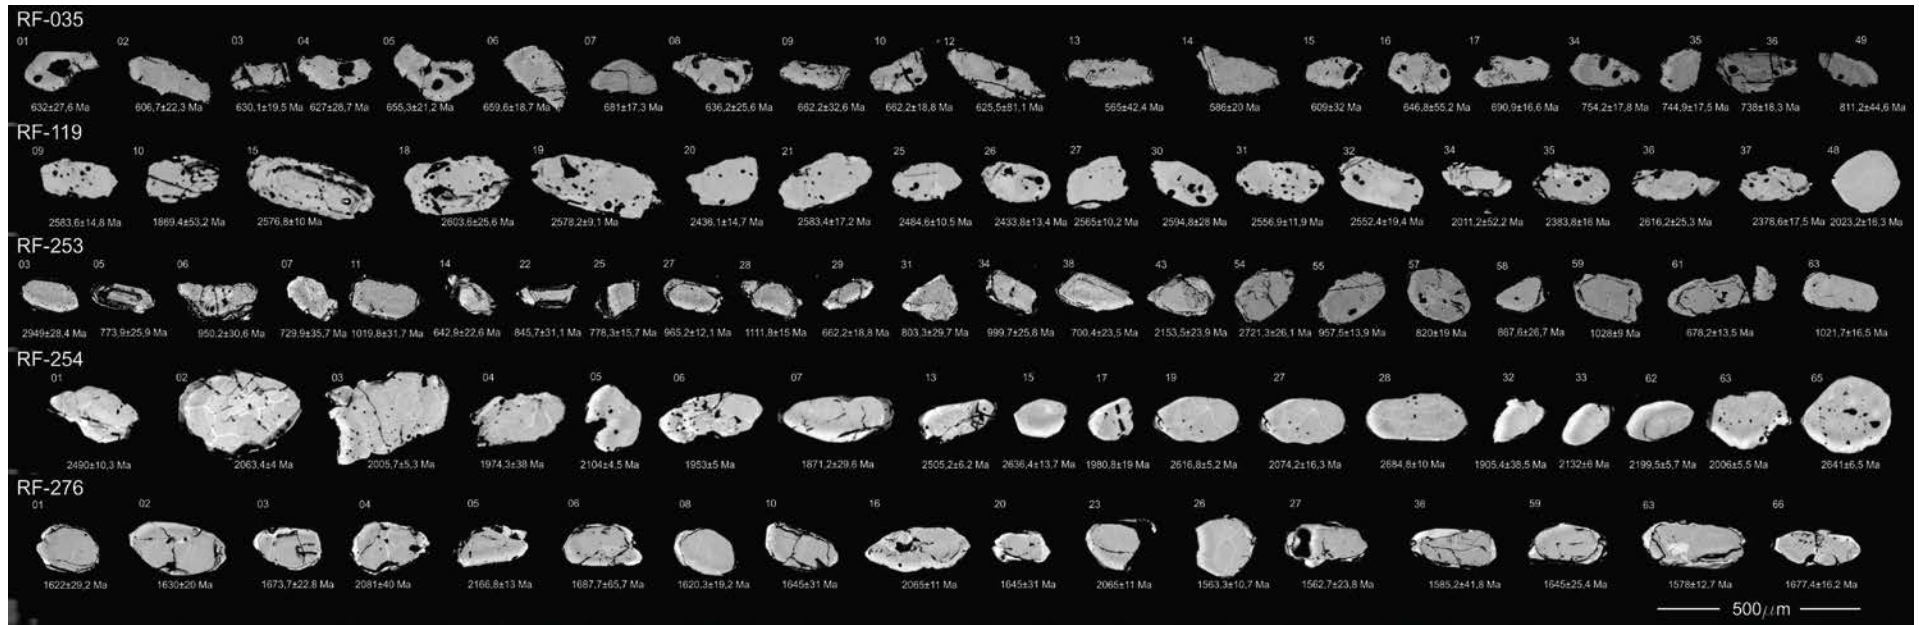 RF-035
01 02 03 04 05 06 07 08 09 10 12 13 14 15 16 17 34 35 36 49
632±27,6 Ma 606,7±22,3 Ma 630,1±19,5 Ma 627±28,7 Ma 655,3±21,2 Ma 659,6±18,7 Ma 681±17,3 Ma 636,2±25,6 Ma 662,2±32,6 Ma 662,2±18,8 Ma 625,5±81,1 Ma 565±42,4 Ma 586±20 Ma 609±32 Ma 646,8±55,2 Ma 690,9±16,6 Ma 754,2±17,8 Ma 744,9±17,5 Ma 738±18,3 Ma 811,2±44,6 Ma
RF-119
09 10 15 18 19 20 21 25 26 27 30 31 32 34 35 36 37 48
2583,6±14,8 Ma 1869,4±53,2 Ma 2576,8±10 Ma 2603,6±25,6 Ma 2578,2±9,1 Ma 2436,1±14,7 Ma 2583,4±17,2 Ma 2484,6±10,5 Ma 2433,8±13,4 Ma 2565±10,2 Ma 2594,8±28 Ma 2556,9±11,9 Ma 2552,4±19,4 Ma 2011,2±52,2 Ma 2383,8±16 Ma 2616,2±25,3 Ma 2378,6±17,5 Ma 2023,2±16,3 Ma
RF-253
03 05 06 07 11 14 22 25 27 28 29 31 34 38 43 54 55 57 58 59 61 63
2949±28,4 Ma 773,9±25,9 Ma 950,2±30,6 Ma 729,9±35,7 Ma 1019,8±31,7 Ma 642,9±22,6 Ma 845,7±31,1 Ma 778,3±15,7 Ma 965,2±12,1 Ma 1111,8±15 Ma 662,2±18,8 Ma 803,3±29,7 Ma 999,7±25,8 Ma 700,4±23,5 Ma 2153,5±23,9 Ma 2721,3±26,1 Ma 957,5±13,9 Ma 820±19 Ma 867,6±26,7 Ma 1028±9 Ma 678,2±13,5 Ma 1021,7±16,5 Ma
RF-254
01 02 03 04 05 06 07 13 15 17 19 27 28 32 33 62 63 65
2490±10,3 Ma 2063,4±4 Ma 2005,7±5,3 Ma 1974,3±38 Ma 2104±4,5 Ma 1953±5 Ma 1871,2±29,6 Ma 2505,2±6,2 Ma 2636,4±13,7 Ma 1980,8±19 Ma 2616,8±5,2 Ma 2074,2±16,3 Ma 2684,8±10 Ma 1905,4±38,5 Ma 2132±6 Ma 2199,5±5,7 Ma 2006±5,5 Ma 2641±6,5 Ma
RF-276
01 02 03 04 05 06 08 10 16 20 23 26 27 36 59 63 66
1622±29,2 Ma 1630±20 Ma 1673,7±22,8 Ma 2081±40 Ma 2166,8±13 Ma 1687,7±65,7 Ma 1620,3±19,2 Ma 1645±31 Ma 2065±11 Ma 1645±31 Ma 2065±11 Ma 1563,3±10,7 Ma 1562,7±23,8 Ma 1585,2±41,8 Ma 1645±25,4 Ma 1578±12,7 Ma 1677,4±16,2 Ma
500μm